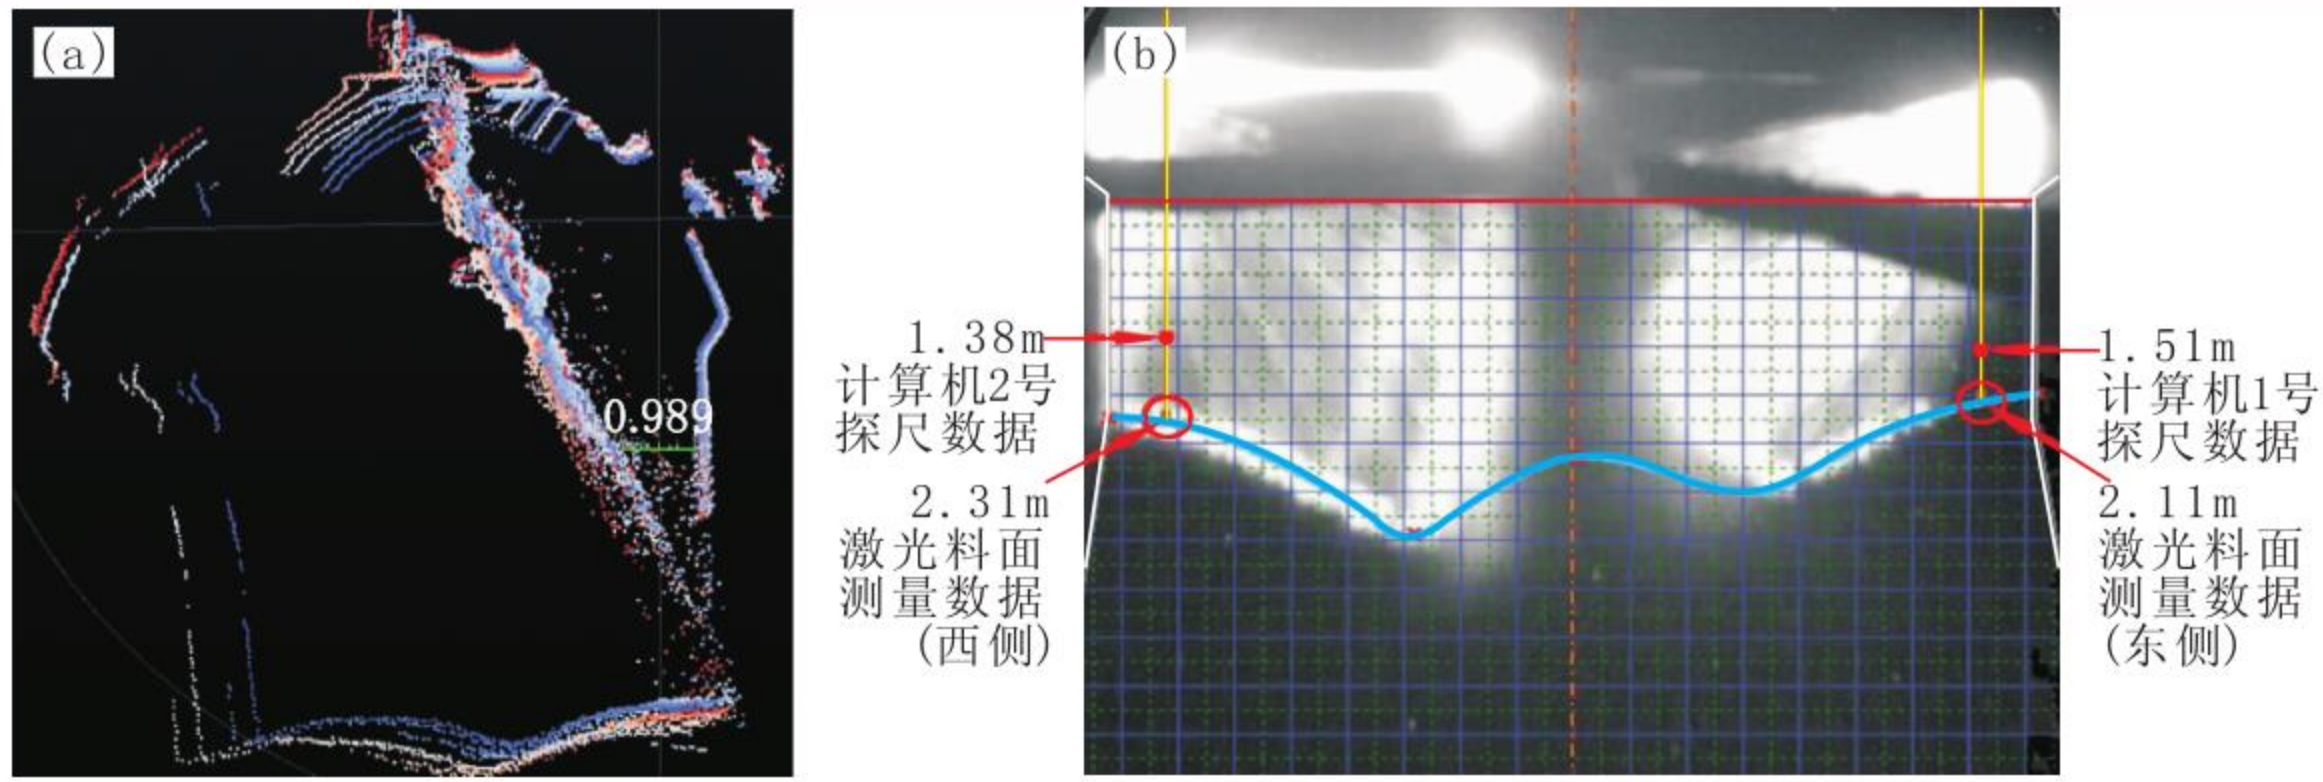 (a)
0.989
(b)
1.38m
计算机2号
探尺数据
2.31m
激光料面
测量数据
(西侧)
1.51m
计算机1号
探尺数据
2.11m
激光料面
测量数据
(东侧)